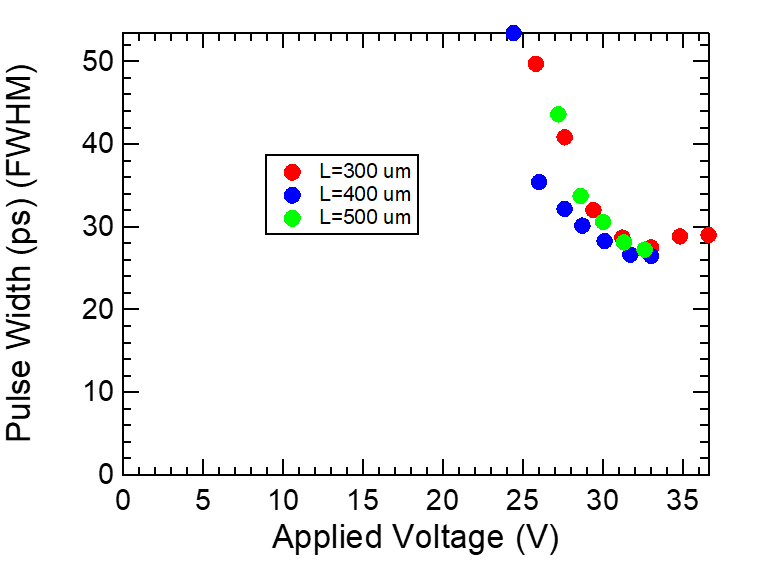 50
40
30
20
10
0
Pulse Width (ps) (FWHM)
L=300 um
L=400 um
L=500 um
0 5 10 15 20 25 30 35
Applied Voltage (V)